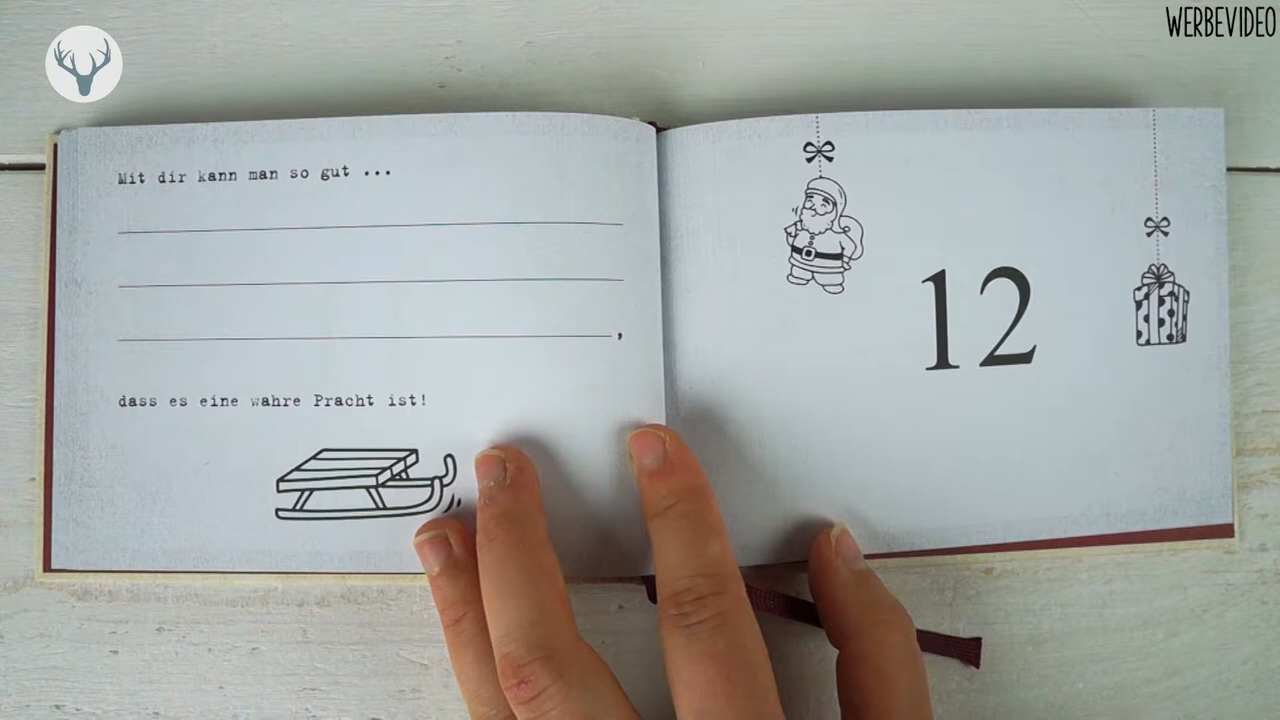 WERBEVIDEO
Mit dir kann man so gut ...
,
dass es eine wahre Pracht ist!
12